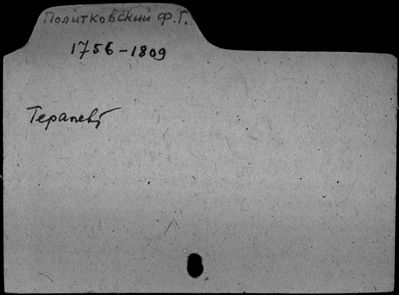 Политковский Ф.Г.
1756-1809
Терапевт